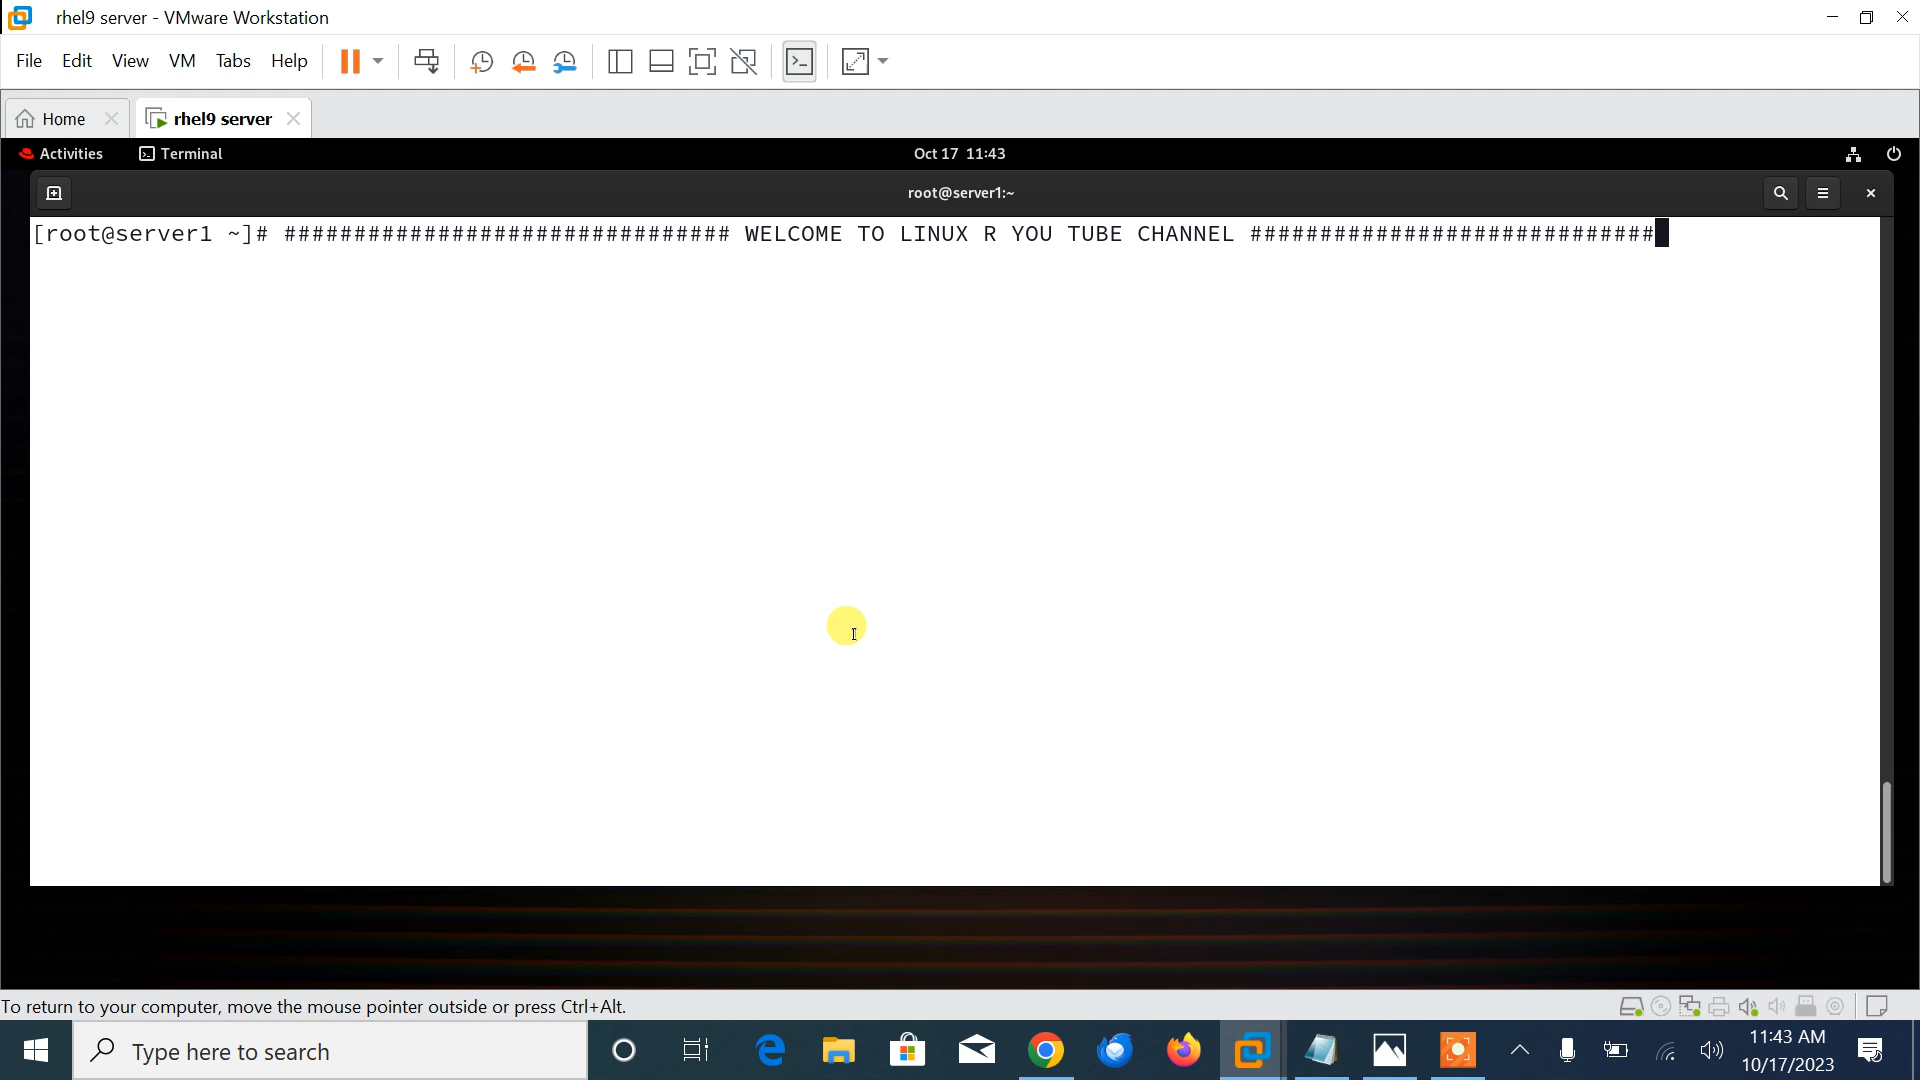 rhel9 server - VMware Workstation
File Edit View VM Tabs Help
Home rhel9 server
Activities Terminal Oct 17 11:43
root@server1:~
[root@server1 ~]# ################################ WELCOME TO LINUX R YOU TUBE CHANNEL #############################
To return to your computer, move the mouse pointer outside or press Ctrl+Alt.
Type here to search
11:43 AM
10/17/2023